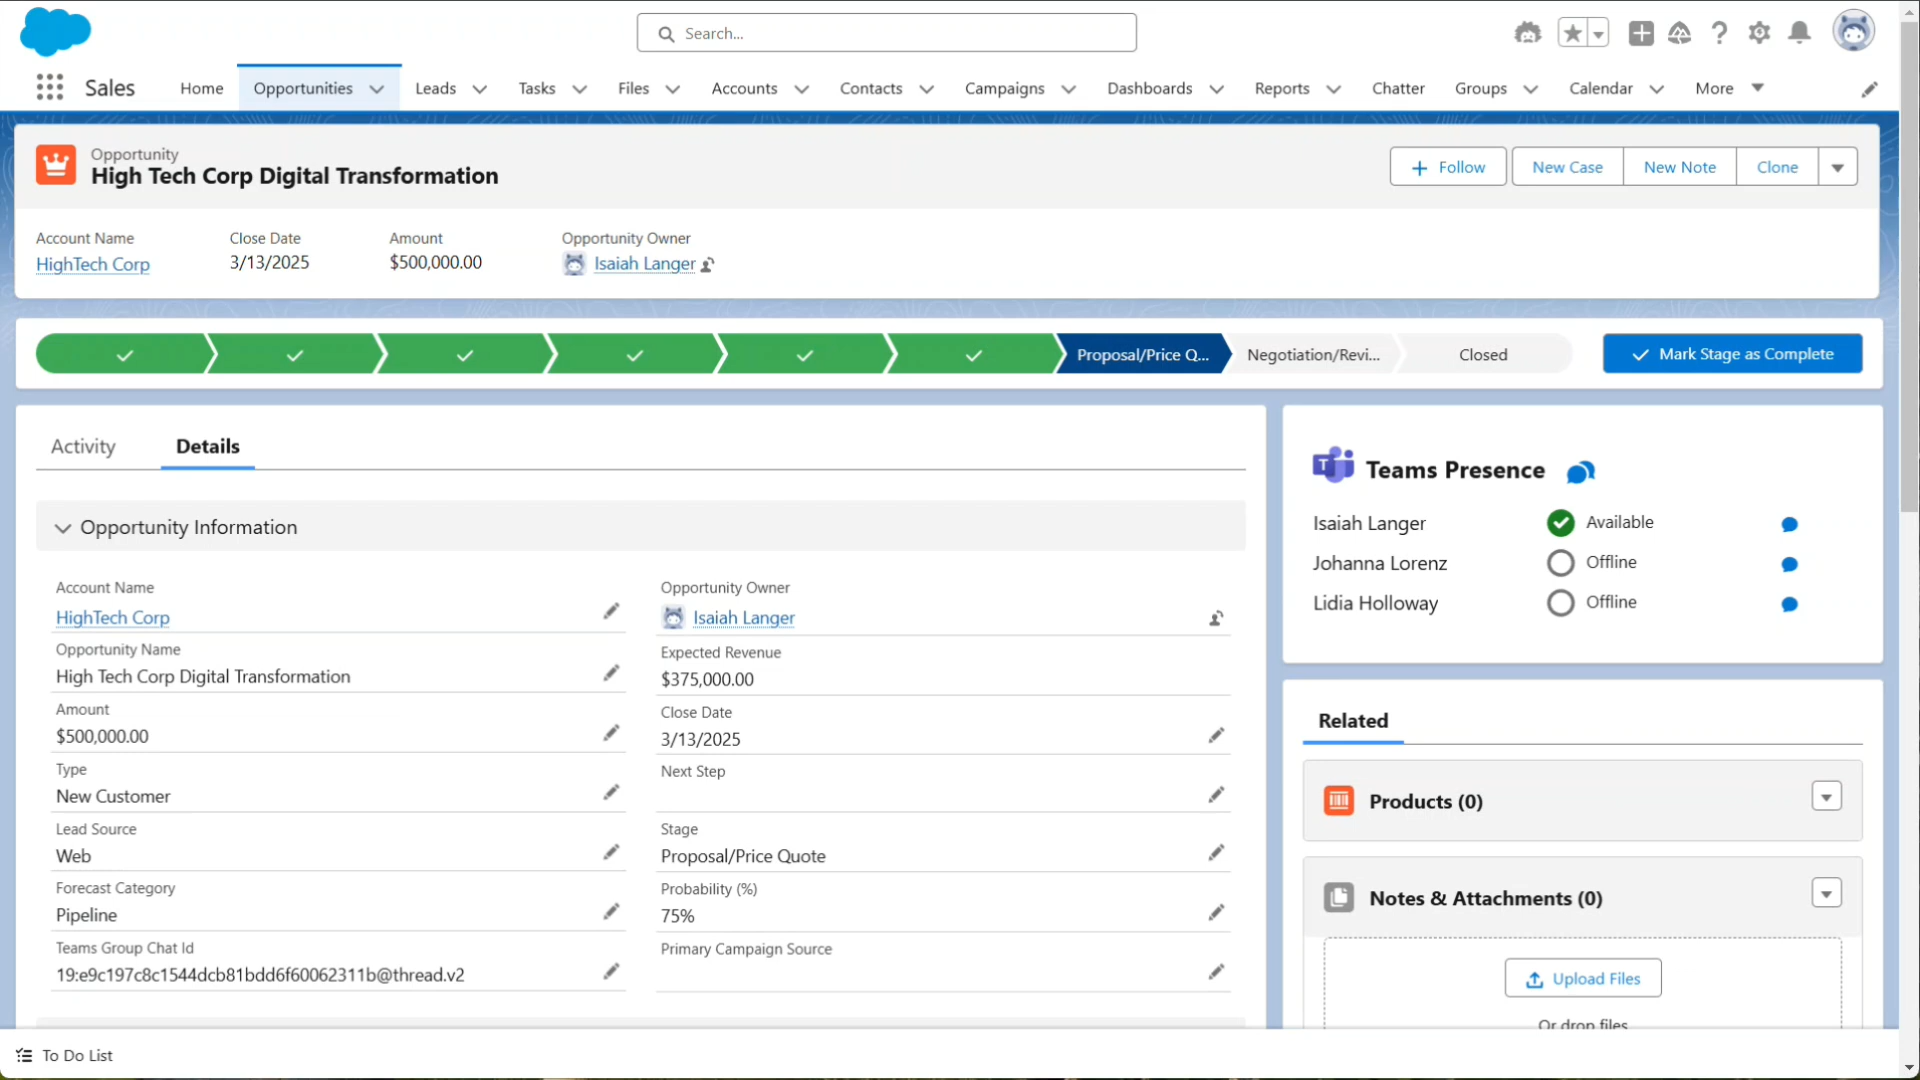 Search...
Sales Home Opportunities Leads Tasks Files Accounts Contacts Campaigns Dashboards Reports Chatter Groups Calendar More
Opportunity
High Tech Corp Digital Transformation
Follow New Case New Note Clone
Account Name Close Date Amount Opportunity Owner
HighTech Corp 3/13/2025 $500,000.00 Isaiah Langer
Proposal/Price Q... Negotiation/Revi... Closed Mark Stage as Complete
Activity Details
Opportunity Information
Account Name
HighTech Corp
Opportunity Name
High Tech Corp Digital Transformation
Amount
$500,000.00
Type
New Customer
Lead Source
Web
Forecast Category
Pipeline
Teams Group Chat Id
19:e9c197c8c1544dcb81bdd6f60062311b@thread.v2
Opportunity Owner
Isaiah Langer
Expected Revenue
$375,000.00
Close Date
3/13/2025
Next Step
Stage
Proposal/Price Quote
Probability (%)
75%
Primary Campaign Source
T Teams Presence
Isaiah Langer Available
Johanna Lorenz Offline
Lidia Holloway Offline
Related
Products (0)
Notes & Attachments (0)
Upload Files
Or drop files
To Do List